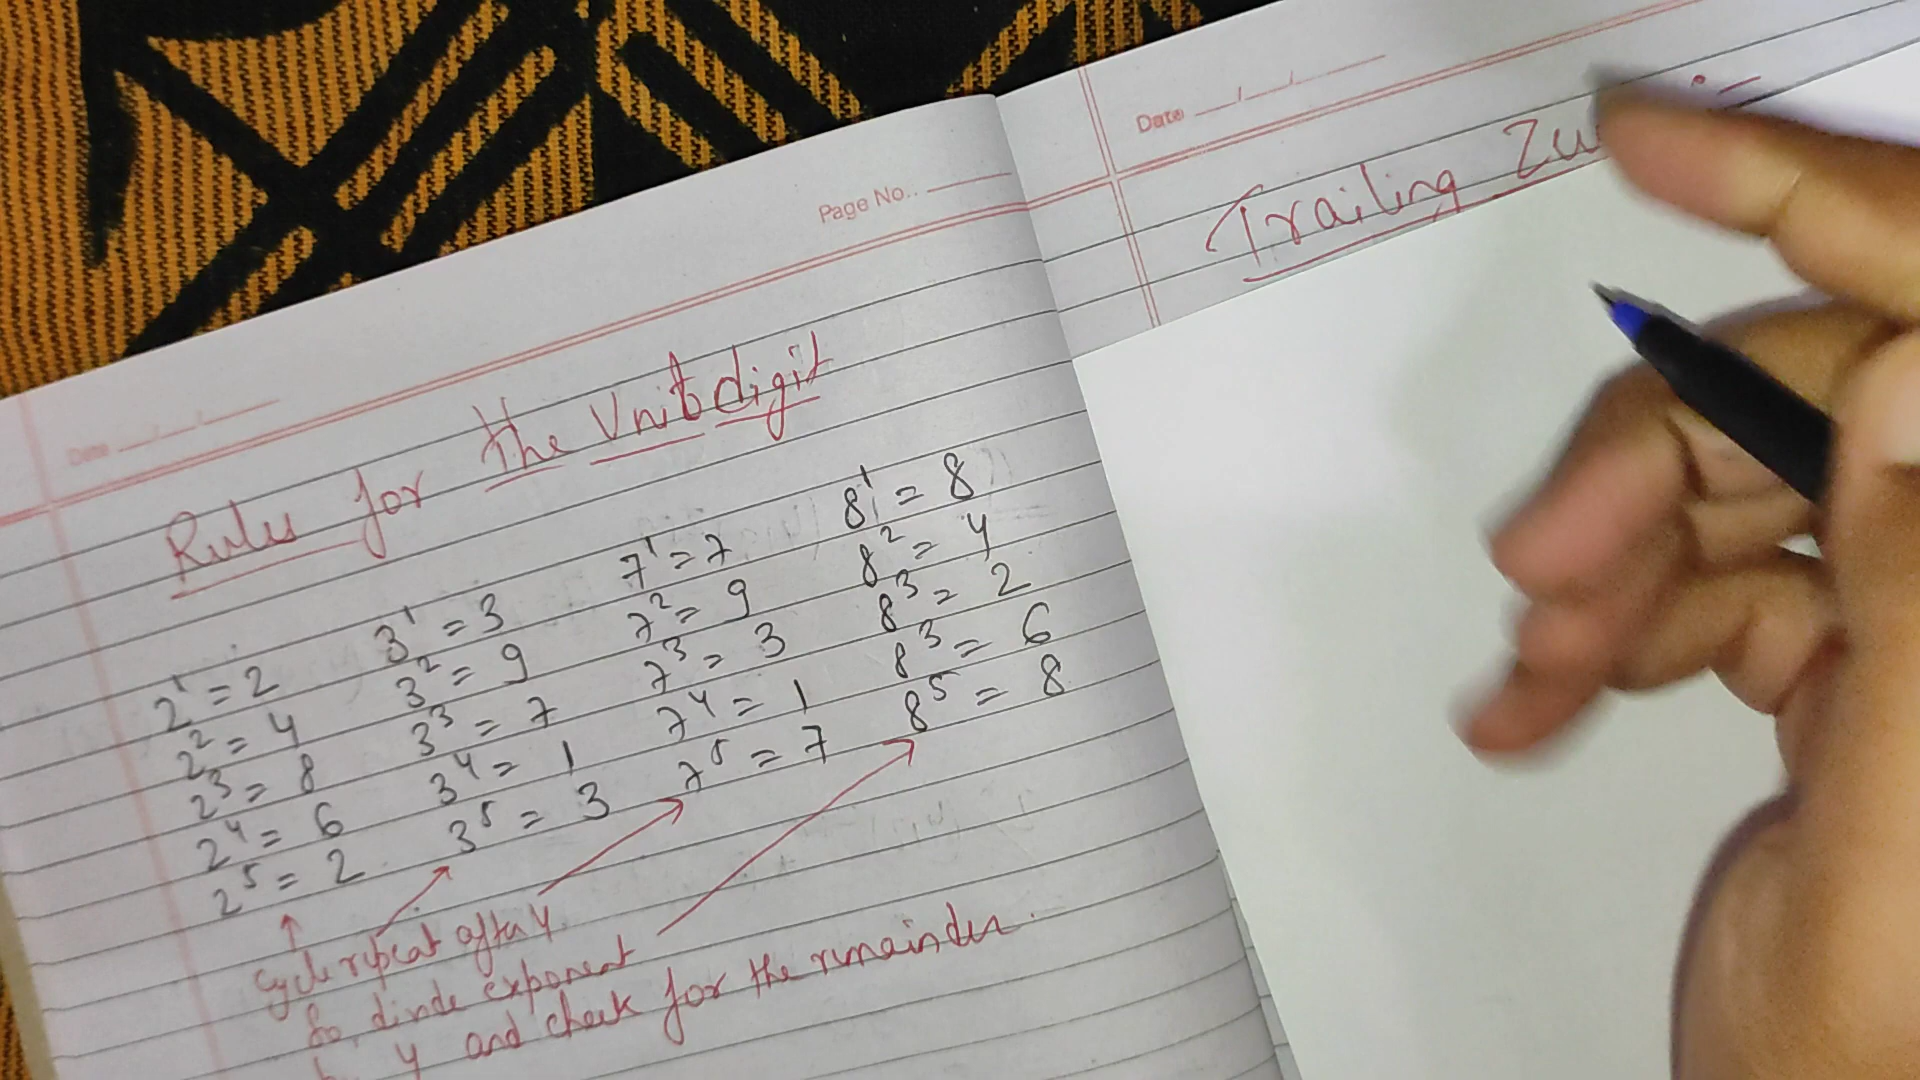 Page No..
Date
Rules for the Unit digit
2¹ = 2 3¹ = 3 7¹ = 7 8¹ = 8
2² = 4 3² = 9 7² = 9 8² = 4
2³ = 8 3³ = 7 7³ = 3 8³ = 2
2⁴ = 6 3⁴ = 1 7⁴ = 1 8³ = 6
2⁵ = 2 3⁵ = 3 7⁵ = 7 8⁵ = 8
Cycle repeat after 4.
So divide exponent
4 and check for the remainder.
Date
Trailing